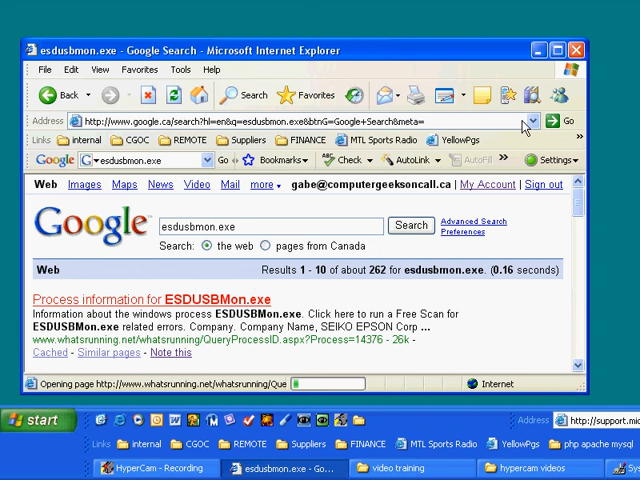 esdusbmon.exe - Google Search - Microsoft Internet Explorer
File Edit View Favorites Tools Help
Back Search Favorites
Address http://www.google.ca/search?hl=en&q=esdusbmon.exe&btnG=Google+Search&meta= Go
Links internal CGOC REMOTE Suppliers FINANCE MTL Sports Radio YellowPgs
Google esdusbmon.exe Go Bookmarks Check AutoLink AutoFill Settings
Web Images Maps News Video Mail more gabe@computergeeksoncall.ca | My Account | Sign out
Google esdusbmon.exe Search Advanced Search
Preferences
Search: the web pages from Canada
Web Results 1 - 10 of about 262 for esdusbmon.exe. (0.16 seconds)
Process information for ESDUSBMon.exe
Information about the windows process ESDUSBMon.exe. Click here to run a Free Scan for
ESDUSBMon.exe related errors. Company. Company Name, SEIKO EPSON Corp ...
www.whatsrunning.net/whatsrunning/QueryProcessID.aspx?Process=14376 - 26k -
Cached - Similar pages - Note this
Opening page http://www.whatsrunning.net/whatsrunning/Que Internet
start Address http://support.mic
Links internal CGOC REMOTE Suppliers FINANCE MTL Sports Radio YellowPgs php apache mysql
HyperCam - Recording esdusbmon.exe - Go... video training hypercam videos Sys